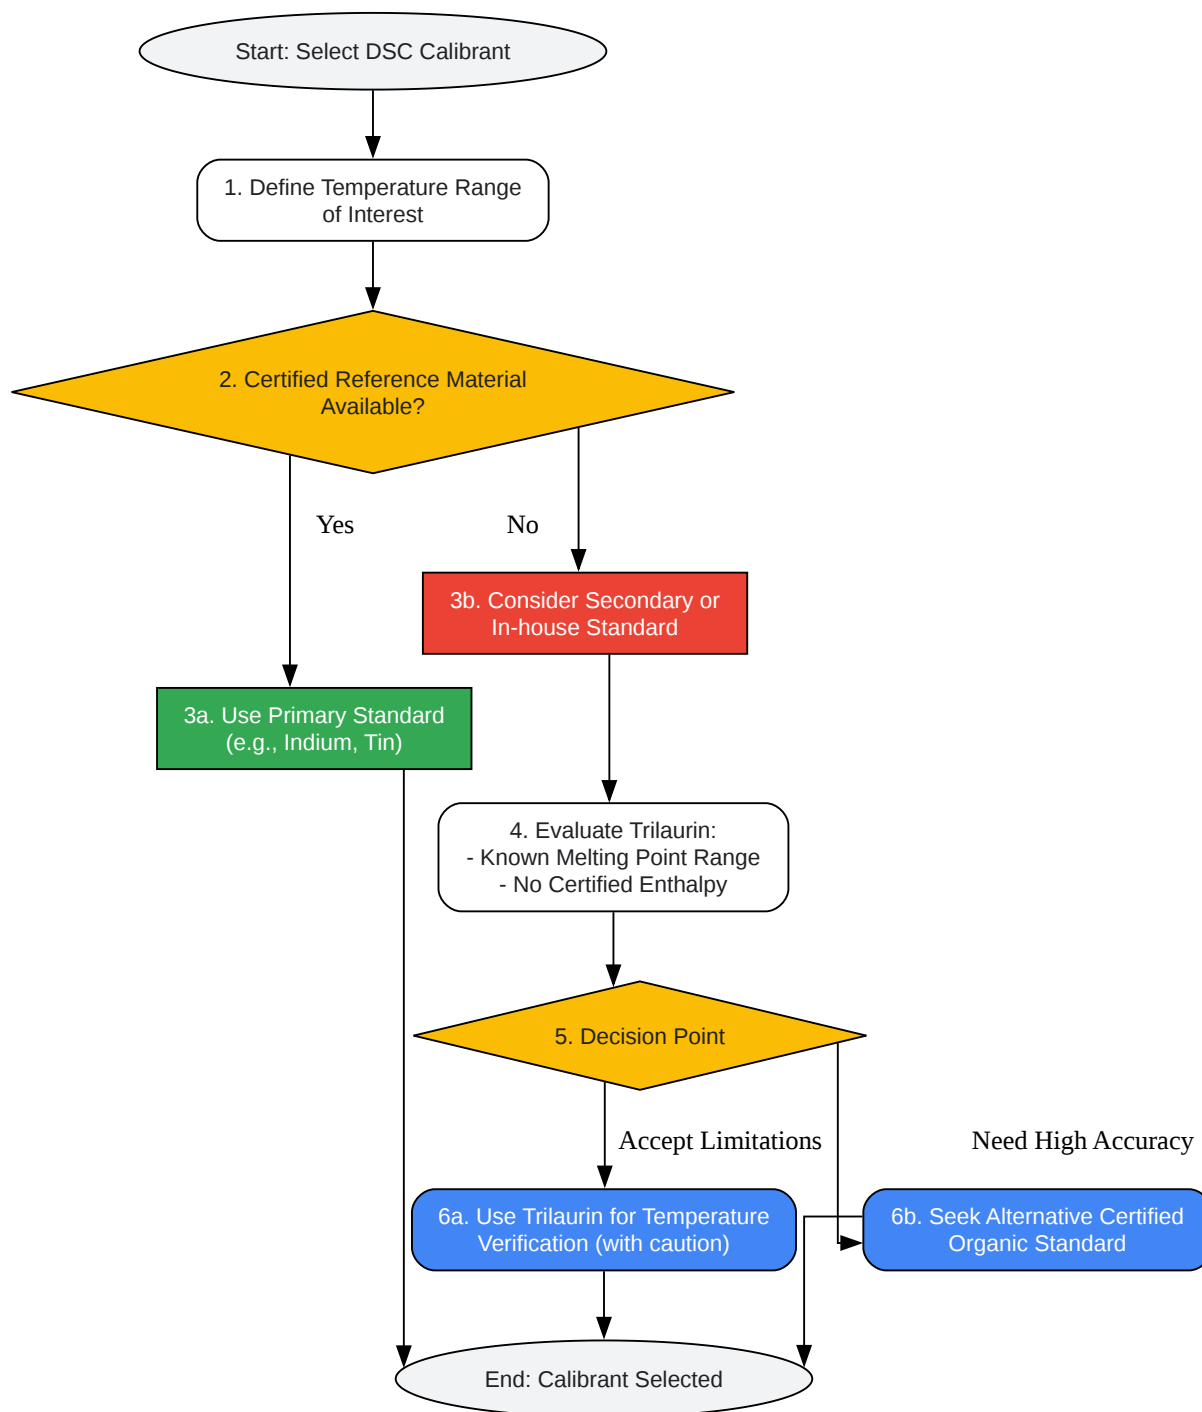 Start: Select DSC Calibrant
1. Define Temperature Range
of Interest
2. Certified Reference Material
Available?
Yes
No
3b. Consider Secondary or
In-house Standard
3a. Use Primary Standard
(e.g., Indium, Tin)
4. Evaluate Trilaurin:
- Known Melting Point Range
- No Certified Enthalpy
5. Decision Point
Accept Limitations
Need High Accuracy
6a. Use Trilaurin for Temperature
Verification (with caution)
6b. Seek Alternative Certified
Organic Standard
End: Calibrant Selected